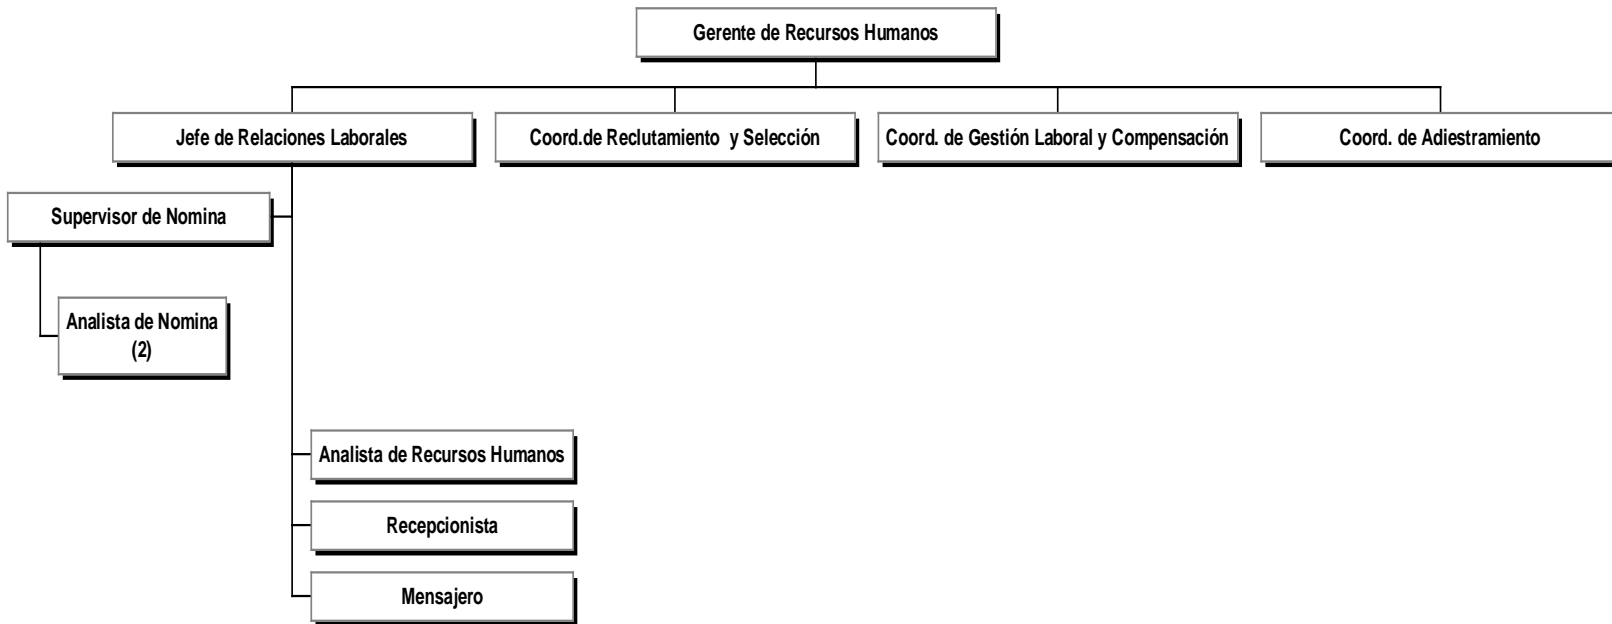 Gerente de Recursos Humanos
Jefe de Relaciones Laborales
Coord.de Reclutamiento y Selección
Coord. de Gestión Laboral y Compensación
Coord. de Adiestramiento
Supervisor de Nomina
Analista de Nomina
(2)
Analista de Recursos Humanos
Recepcionista
Mensajero